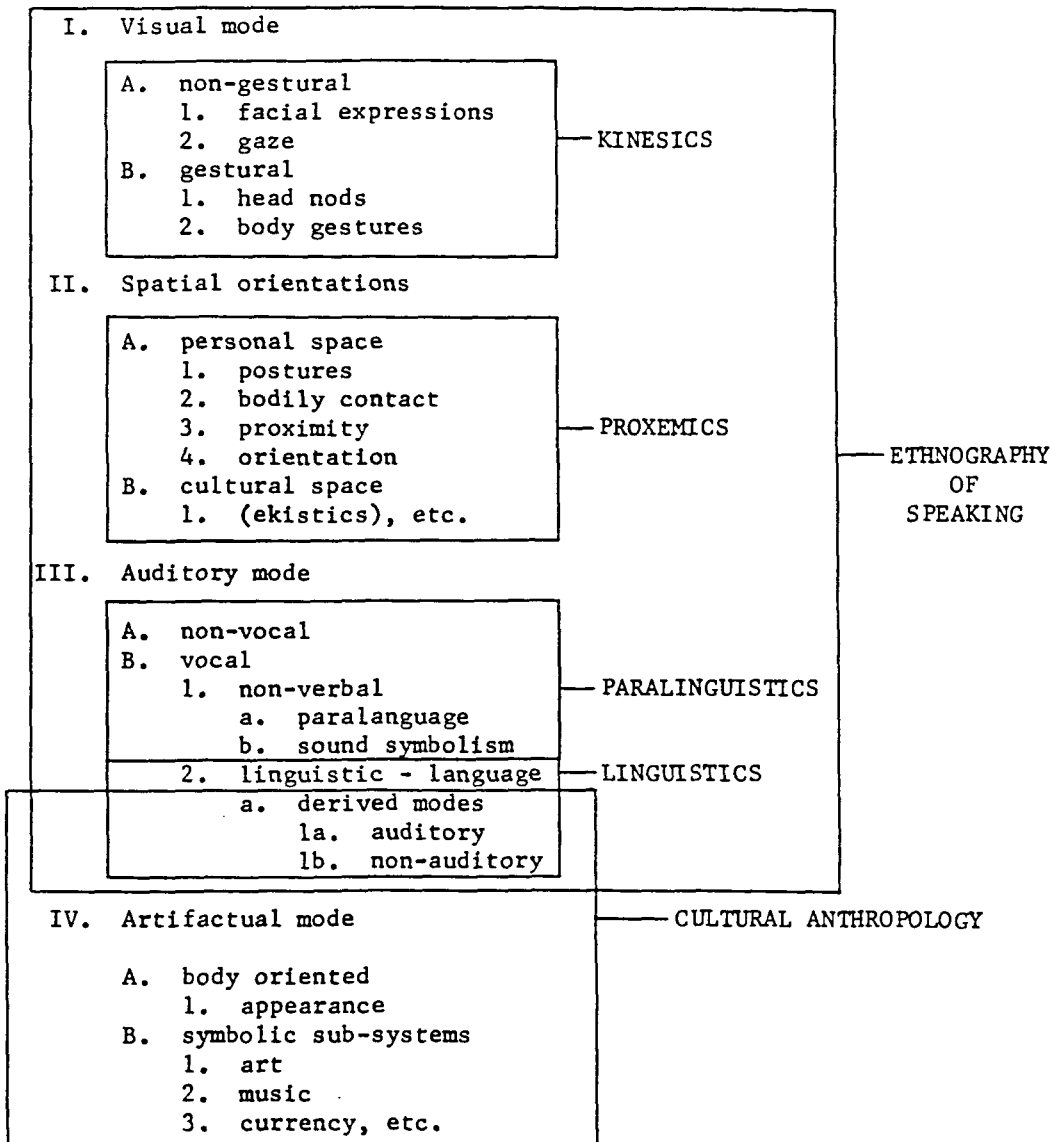 I. Visual mode
A. non-gestural
1. facial expressions
2. gaze
KINESICS
B. gestural
1. head nods
2. body gestures
II. Spatial orientations
A. personal space
1. postures
2. bodily contact
3. proximity
PROXEMICS
4. orientation
ETHNOGRAPHY
OF
SPEAKING
B. cultural space
1. (ekistics), etc.
III. Auditory mode
A. non-vocal
B. vocal
1. non-verbal
PARALINGUISTICS
a. paralanguage
b. sound symbolism
2. linguistic - language
LINGUISTICS
a. derived modes
1a. auditory
1b. non-auditory
IV. Artifactual mode
CULTURAL ANTHROPOLOGY
A. body oriented
1. appearance
B. symbolic sub-systems
1. art
2. music
3. currency, etc.